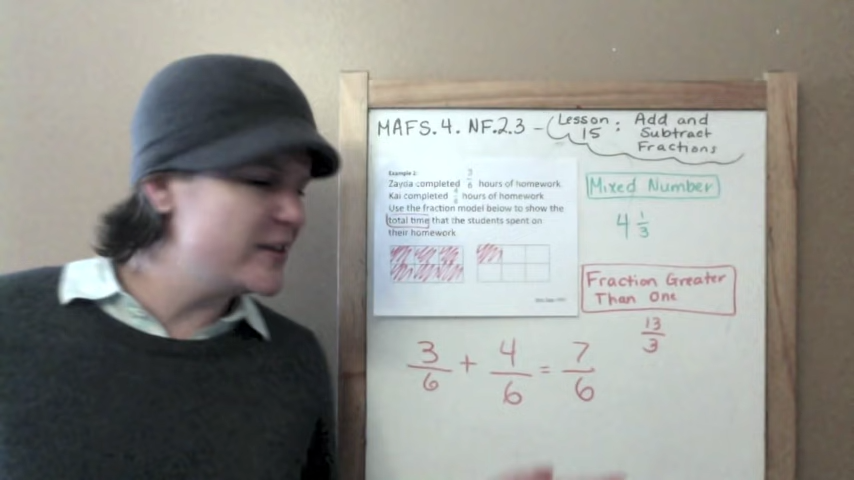 MAFS.4.NF.2.3 - Lesson 15: Add and Subtract Fractions
Example 2:
Zayda completed 3/6 hours of homework.
Kai completed 4/6 hours of homework.
Use the fraction model below to show the
total time that the students spent on
their homework.
Mixed Number
4 1/3
Fraction Greater
Than One
13/3
3/6 + 4/6 = 7/6